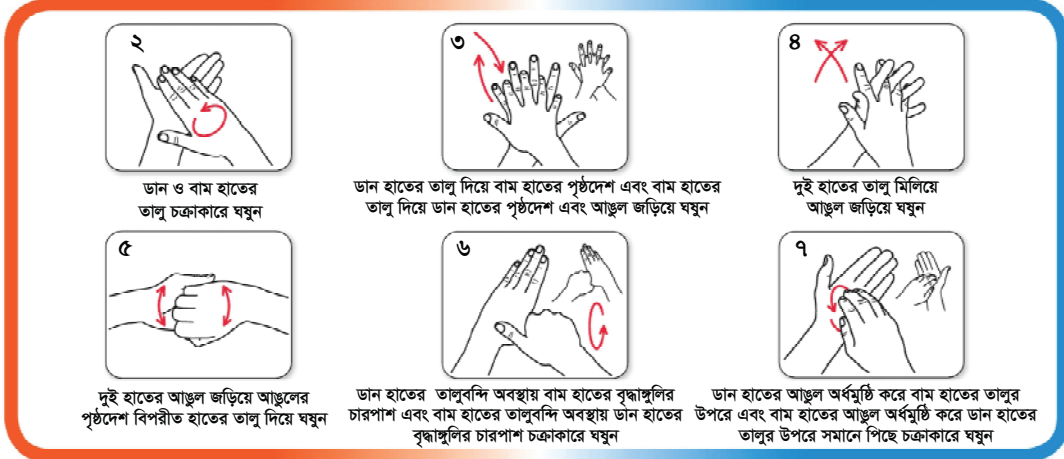 ২
ডান ও বাম হাতের
তালু চক্রাকারে ঘষুন
৩
ডান হাতের তালু দিয়ে বাম হাতের পৃষ্ঠদেশ এবং বাম হাতের
তালু দিয়ে ডান হাতের পৃষ্ঠদেশ এবং আঙুল জড়িয়ে ঘষুন
৪
দুই হাতের তালু মিলিয়ে
আঙুল জড়িয়ে ঘষুন
৫
দুই হাতের আঙুল জড়িয়ে আঙুলের
পৃষ্ঠদেশ বিপরীত হাতের তালু দিয়ে ঘষুন
৬
ডান হাতের তালুবন্দি অবস্থায় বাম হাতের বৃদ্ধাঙ্গুলির
চারপাশ এবং বাম হাতের তালুবন্দি অবস্থায় ডান হাতের
বৃদ্ধাঙ্গুলির চারপাশ চক্রাকারে ঘষুন
৭
ডান হাতের আঙুল অর্ধমুষ্ঠি করে বাম হাতের তালুর
উপরে এবং বাম হাতের আঙুল অর্ধমুষ্ঠি করে ডান হাতের
তালুর উপরে সমানে পিছে চক্রাকারে ঘষুন